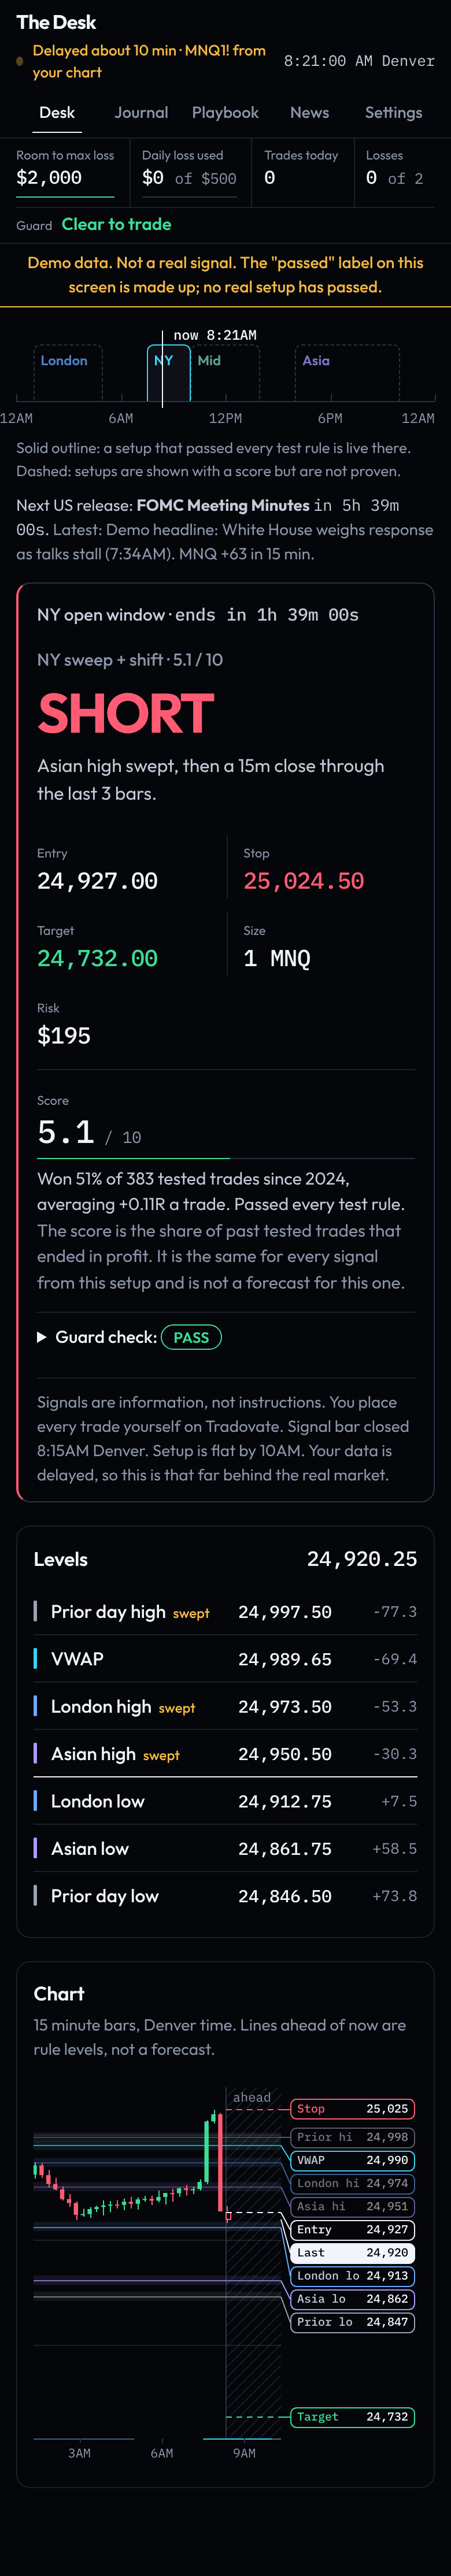 The Desk
Delayed about 10 min · MNQ1! from
your chart
8:21:00 AM Denver
Desk Journal Playbook News Settings
Room to max loss Daily loss used Trades today Losses
$2,000 $0 of $500 0 0 of 2
Guard Clear to trade
Demo data. Not a real signal. The "passed" label on this
screen is made up; no real setup has passed.
now 8:21AM
London NY Mid Asia
12AM 6AM 12PM 6PM 12AM
Solid outline: a setup that passed every test rule is live there.
Dashed: setups are shown with a score but are not proven.
Next US release: FOMC Meeting Minutes in 5h 39m
00s. Latest: Demo headline: White House weighs response
as talks stall (7:34AM). MNQ +63 in 15 min.
NY open window · ends in 1h 39m 00s
NY sweep + shift · 5.1 / 10
SHORT
Asian high swept, then a 15m close through
the last 3 bars.
Entry Stop
24,927.00 25,024.50
Target Size
24,732.00 1 MNQ
Risk
$195
Score
5.1 / 10
Won 51% of 383 tested trades since 2024,
averaging +0.11R a trade. Passed every test rule.
The score is the share of past tested trades that
ended in profit. It is the same for every signal
from this setup and is not a forecast for this one.
Guard check: PASS
Signals are information, not instructions. You place
every trade yourself on Tradovate. Signal bar closed
8:15AM Denver. Setup is flat by 10AM. Your data is
delayed, so this is that far behind the real market.
Levels 24,920.25
Prior day high swept 24,997.50 -77.3
VWAP 24,989.65 -69.4
London high swept 24,973.50 -53.3
Asian high swept 24,950.50 -30.3
London low 24,912.75 +7.5
Asian low 24,861.75 +58.5
Prior day low 24,846.50 +73.8
Chart
15 minute bars, Denver time. Lines ahead of now are
rule levels, not a forecast.
ahead
Stop 25,025
Prior hi 24,998
VWAP 24,990
London hi 24,974
Asia hi 24,951
Entry 24,927
Last 24,920
London lo 24,913
Asia lo 24,862
Prior lo 24,847
Target 24,732
3AM 6AM 9AM